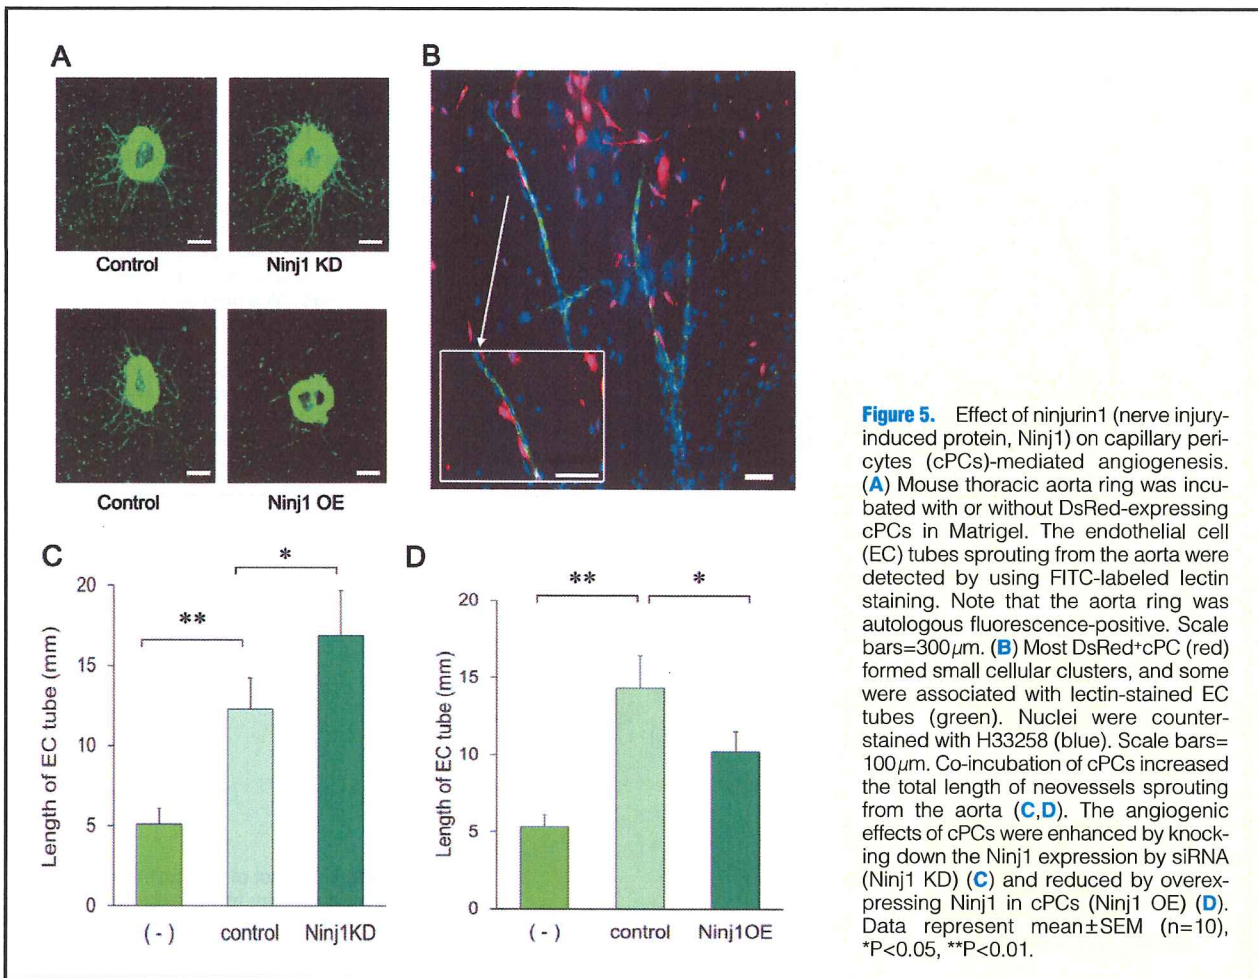 A
B
Control
Ninj1 KD
Control
Ninj1 OE
C
Length of EC tube (mm)
20
15
10
5
0
**
*
(-)
control
Ninj1KD
D
Length of EC tube (mm)
20
15
10
5
0
**
*
(-)
control
Ninj1OE
Figure 5. Effect of ninjurin1 (nerve injury-
induced protein, Ninj1) on capillary peri-
cytes (cPCs)-mediated angiogenesis.
(A) Mouse thoracic aorta ring was incu-
bated with or without DsRed-expressing
cPCs in Matrigel. The endothelial cell
(EC) tubes sprouting from the aorta were
detected by using FITC-labeled lectin
staining. Note that the aorta ring was
autologous fluorescence-positive. Scale
bars=300μm. (B) Most DsRed⁺cPC (red)
formed small cellular clusters, and some
were associated with lectin-stained EC
tubes (green). Nuclei were counter-
stained with H33258 (blue). Scale bars=
100μm. Co-incubation of cPCs increased
the total length of neovessels sprouting
from the aorta (C,D). The angiogenic
effects of cPCs were enhanced by knock-
ing down the Ninj1 expression by siRNA
(Ninj1 KD) (C) and reduced by overex-
pressing Ninj1 in cPCs (Ninj1 OE) (D).
Data represent mean±SEM (n=10),
*P<0.05, **P<0.01.